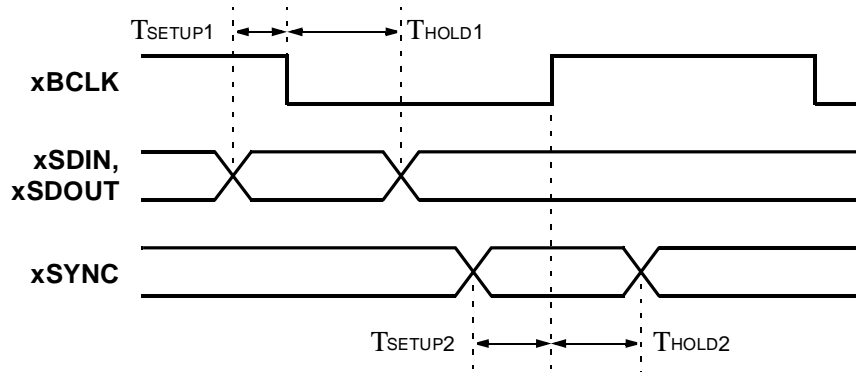 TSETUP1
THOLD1
xBCLK
xSDIN,
xSDOUT
xSYNC
TSETUP2
THOLD2